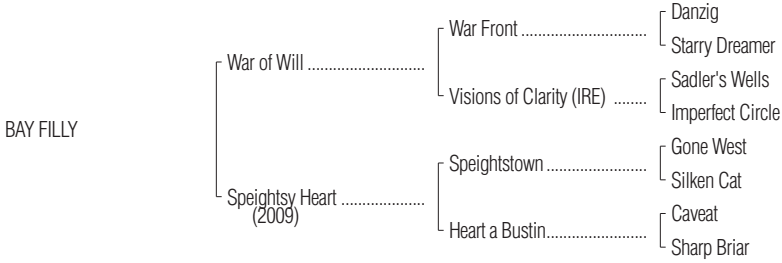 Danzig
War Front
Starry Dreamer
War of Will
Sadler's Wells
Visions of Clarity (IRE)
Imperfect Circle
BAY FILLY
Gone West
Speightstown
Silken Cat
Speightsy Heart
(2009)
Caveat
Heart a Bustin
Sharp Briar